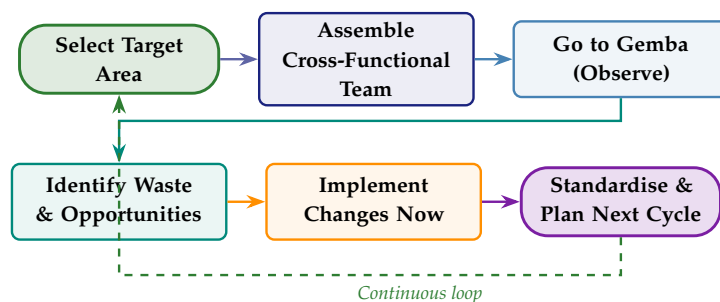 Select Target
Area
Assemble
Cross-Functional
Team
Go to Gemba
(Observe)
Identify Waste
& Opportunities
Implement
Changes Now
Standardise &
Plan Next Cycle
Continuous loop